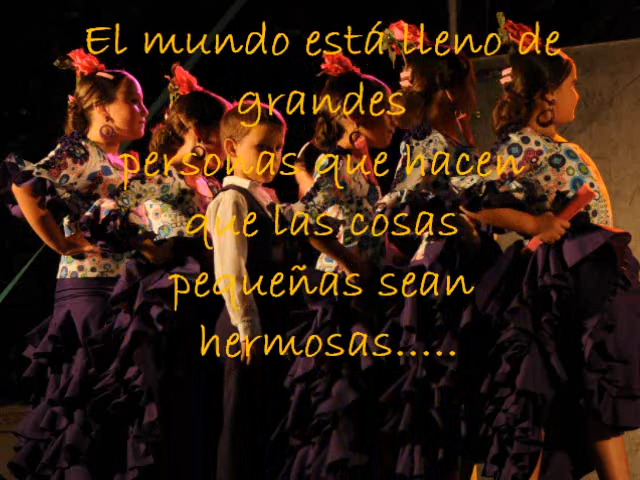 El mundo está lleno de
grandes
personas que hacen
que las cosas
pequeñas sean
hermosas.....